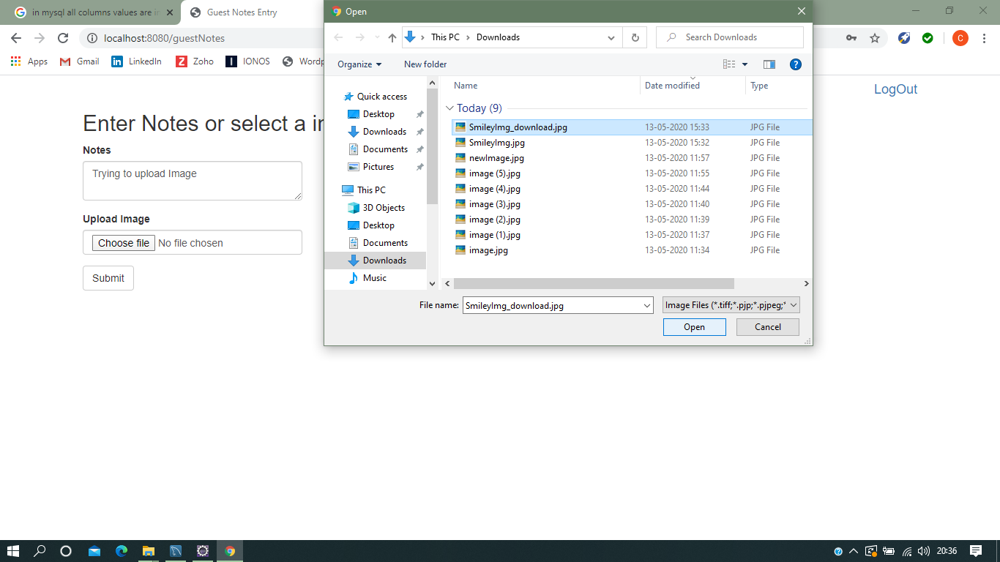 in mysql all columns values are in
Guest Notes Entry
Open
localhost:8080/guestNotes
This PC
Downloads
Search Downloads
C
Apps
Gmail
LinkedIn
Zoho
IONOS
Organize
New folder
LogOut
Enter Notes or select a
Notes
Trying to upload Image
Upload Image
Choose file No file chosen
Submit
Quick access
Desktop
Downloads
Documents
Pictures
This PC
3D Objects
Desktop
Documents
Downloads
Music
Name Date modified Type
Today (9)
SmileyImg_download.jpg 13-05-2020 15:33 JPG File
SmileyImg.jpg 13-05-2020 15:32 JPG File
newImage.jpg 13-05-2020 11:57 JPG File
image (5).jpg 13-05-2020 11:55 JPG File
image (4).jpg 13-05-2020 11:44 JPG File
image (3).jpg 13-05-2020 11:40 JPG File
image (2).jpg 13-05-2020 11:39 JPG File
image (1).jpg 13-05-2020 11:37 JPG File
image.jpg 13-05-2020 11:34 JPG File
File name: SmileyImg_download.jpg
Image Files (*.tiff;*.pjp;*.pjpeg;*
Open
Cancel
20:36